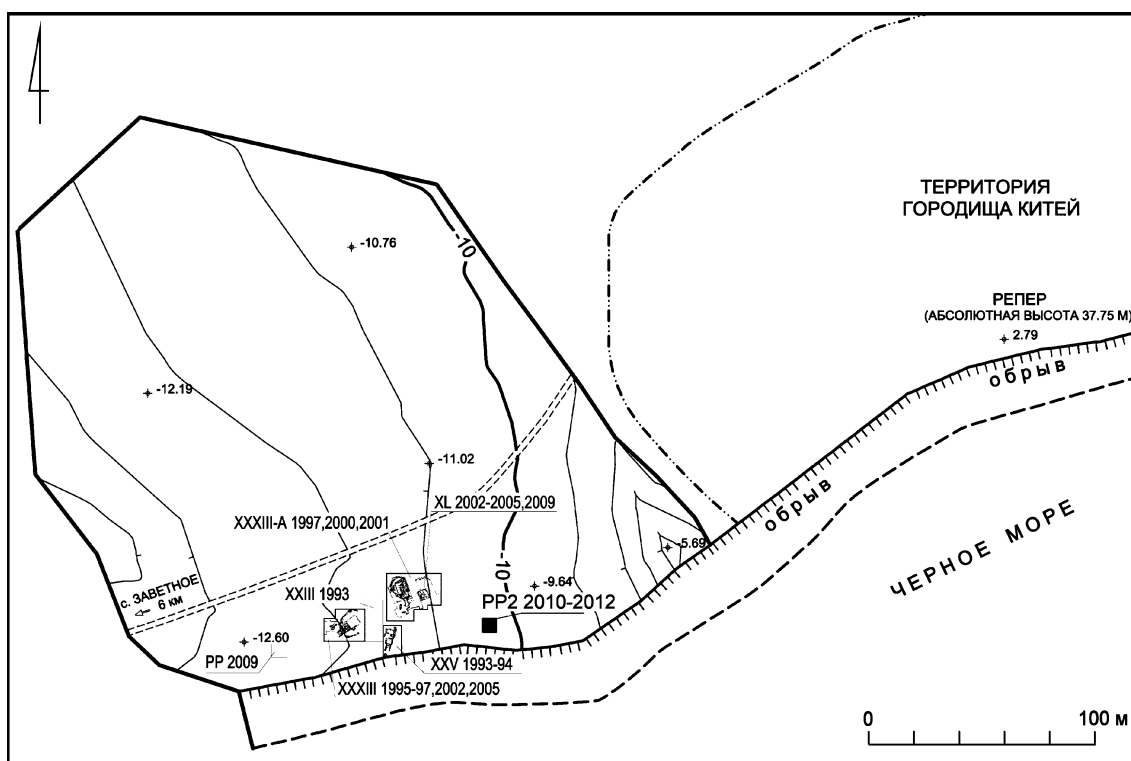 ТЕРРИТОРИЯ
ГОРОДИЩА КИТЕЙ
-10.76
-10
РЕПЕР
(АБСОЛЮТНАЯ ВЫСОТА 37.75 М)
2.79
обрыв
-12.19
-11.02
XL 2002-2005,2009
XXXIII-А 1997,2000,2001
обрыв
-5.69
ЧЕРНОЕ МОРЕ
с. ЗАВЕТНОЕ
6 км
XXIII 1993
-10
-9.64
РР2 2010-2012
-12.60
РР 2009
XXV 1993-94
XXXIII 1995-97,2002,2005
0
100 м